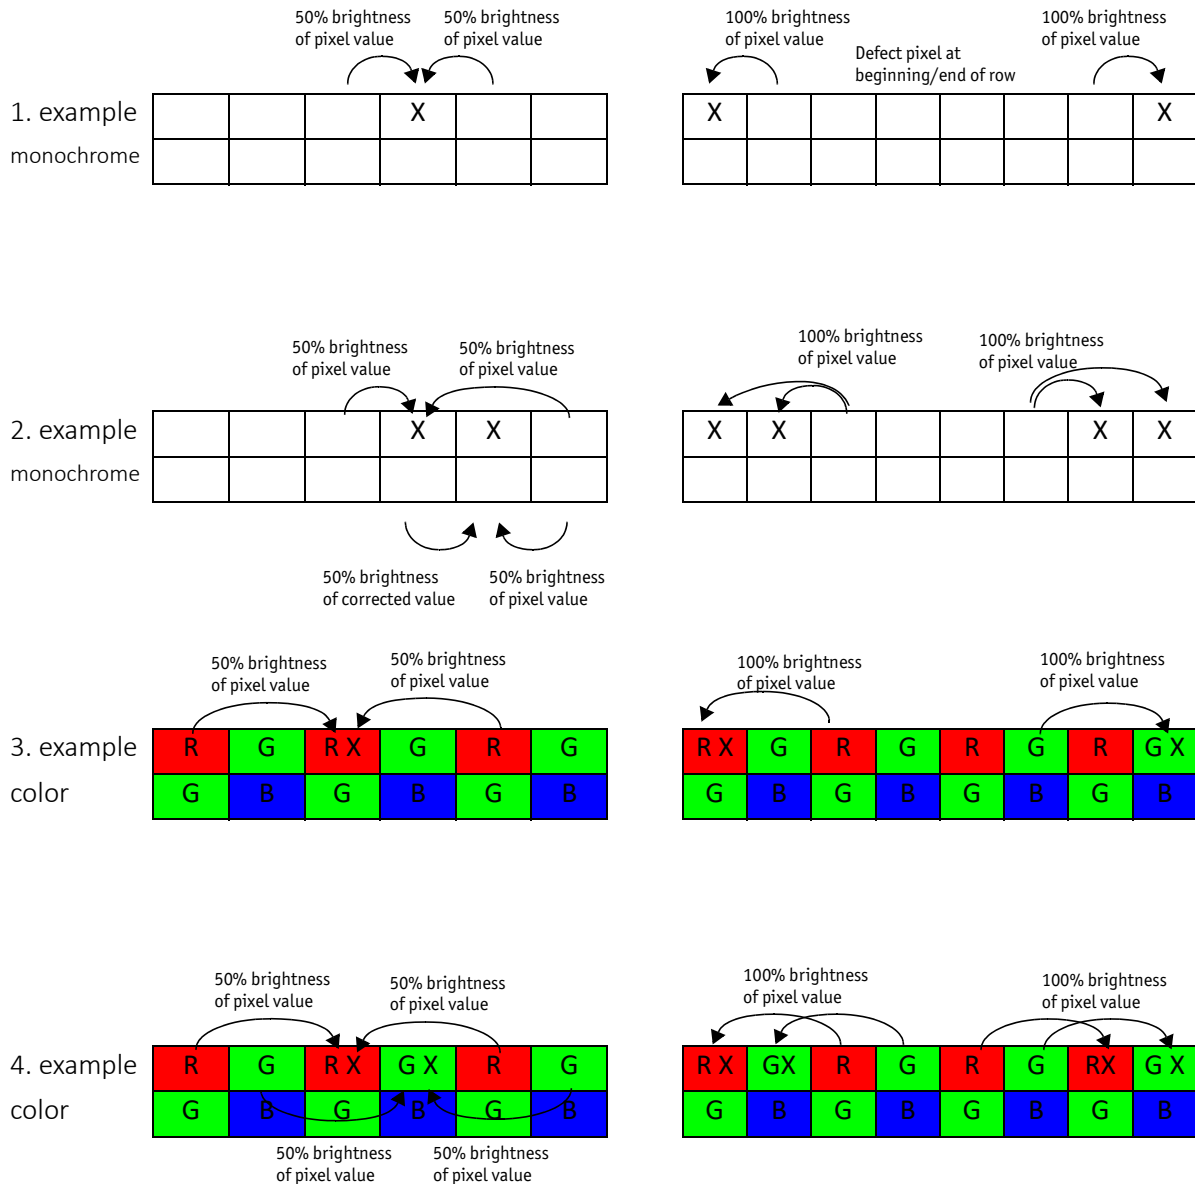 50% brightness
of pixel value
50% brightness
of pixel value
100% brightness
of pixel value
Defect pixel at
beginning/end of row
100% brightness
of pixel value
1. example
monochrome
X
X X
50% brightness
of pixel value
50% brightness
of pixel value
100% brightness
of pixel value
100% brightness
of pixel value
2. example
monochrome
X X
X X X X
50% brightness
of corrected value
50% brightness
of pixel value
50% brightness
of pixel value
50% brightness
of pixel value
100% brightness
of pixel value
100% brightness
of pixel value
3. example
color
R G R X G R G
G B G B G B
R X G R G R G R G X
G B G B G B G B
50% brightness
of pixel value
50% brightness
of pixel value
100% brightness
of pixel value
100% brightness
of pixel value
4. example
color
R G R X G X R G
G B G B G B
R X GX R G R G RX G X
G B G B G B G B
50% brightness
of pixel value
50% brightness
of pixel value